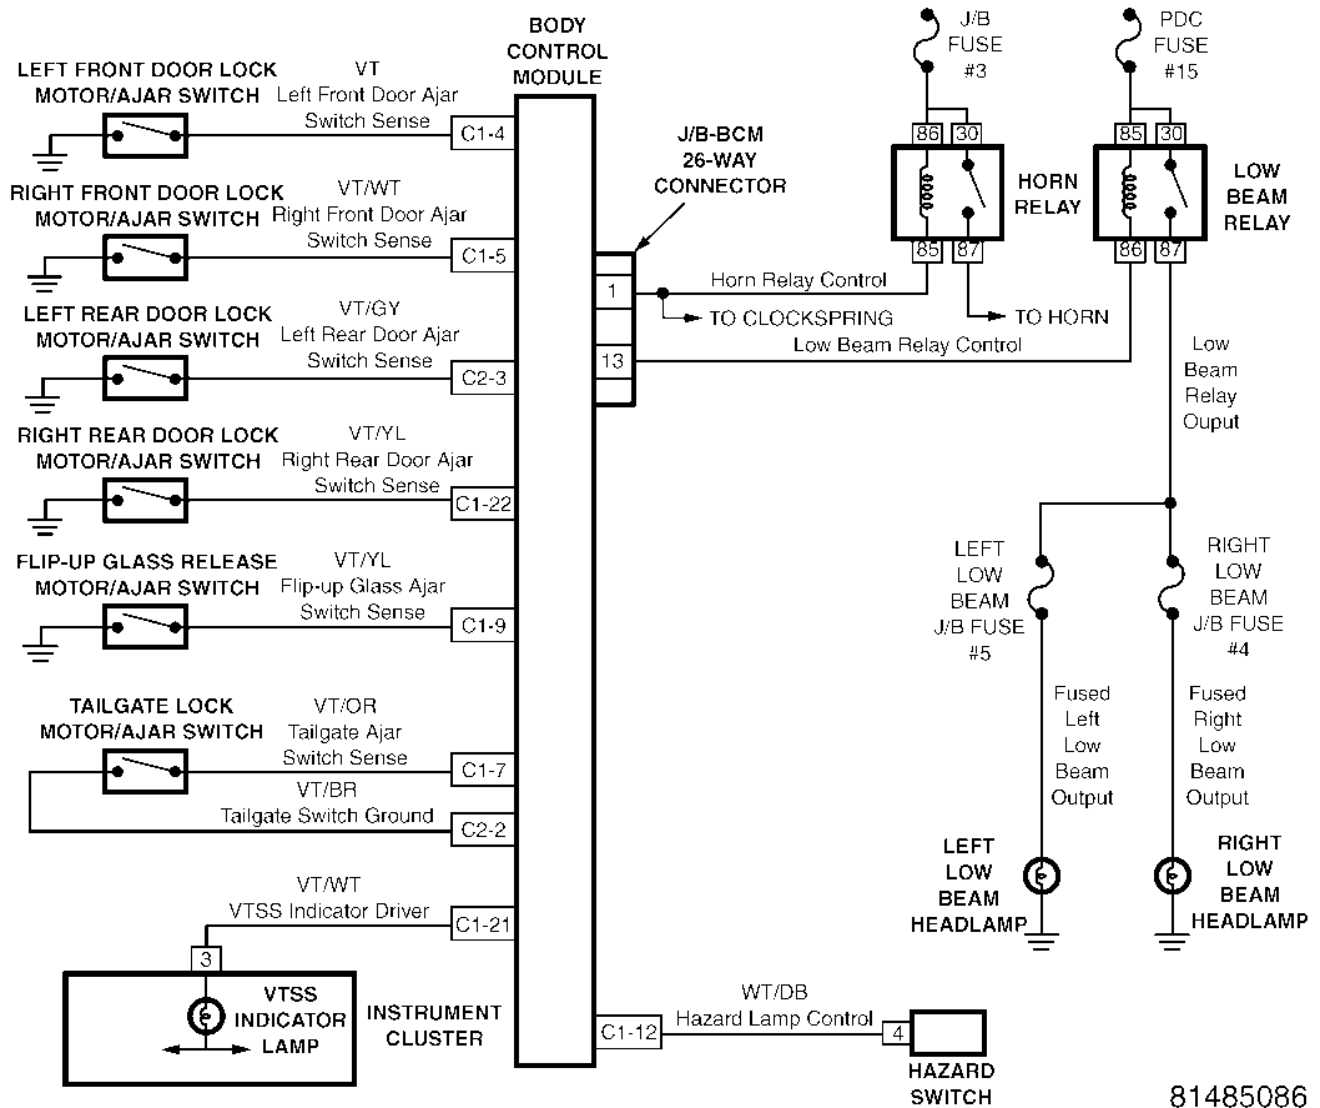 BODY
CONTROL
MODULE
LEFT FRONT DOOR LOCK
MOTOR/AJAR SWITCH
VT
Left Front Door Ajar
Switch Sense
C1-4
RIGHT FRONT DOOR LOCK
MOTOR/AJAR SWITCH
VT/WT
Right Front Door Ajar
Switch Sense
C1-5
LEFT REAR DOOR LOCK
MOTOR/AJAR SWITCH
VT/GY
Left Rear Door Ajar
Switch Sense
C2-3
RIGHT REAR DOOR LOCK
MOTOR/AJAR SWITCH
VT/YL
Right Rear Door Ajar
Switch Sense
C1-22
FLIP-UP GLASS RELEASE
MOTOR/AJAR SWITCH
VT/YL
Flip-up Glass Ajar
Switch Sense
C1-9
TAILGATE LOCK
MOTOR/AJAR SWITCH
VT/OR
Tailgate Ajar
Switch Sense
C1-7
VT/BR
Tailgate Switch Ground
C2-2
VT/WT
VTSS Indicator Driver
C1-21
3
VTSS
INDICATOR
LAMP
INSTRUMENT
CLUSTER
J/B-BCM
26-WAY
CONNECTOR
1
13
Horn Relay Control
TO CLOCKSPRING
Low Beam Relay Control
J/B
FUSE
#3
86
30
HORN
RELAY
85
87
TO HORN
PDC
FUSE
#15
85
30
LOW
BEAM
RELAY
86
87
Low
Beam
Relay
Ouput
LEFT
LOW
BEAM
J/B FUSE
#5
RIGHT
LOW
BEAM
J/B FUSE
#4
Fused
Left
Low
Beam
Output
Fused
Right
Low
Beam
Output
LEFT
LOW
BEAM
HEADLAMP
RIGHT
LOW
BEAM
HEADLAMP
C1-12
WT/DB
Hazard Lamp Control
4
HAZARD
SWITCH
81485086